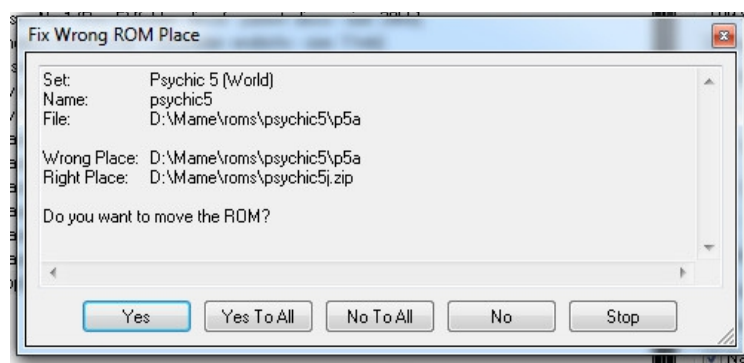 Fix Wrong ROM Place
Set: Psychic 5 (World)
Name: psychic5
File: D:\Mame\roms\psychic5\p5a
Wrong Place: D:\Mame\roms\psychic5\p5a
Right Place: D:\Mame\roms\psychic5j.zip
Do you want to move the ROM?
Yes Yes To All No To All No Stop